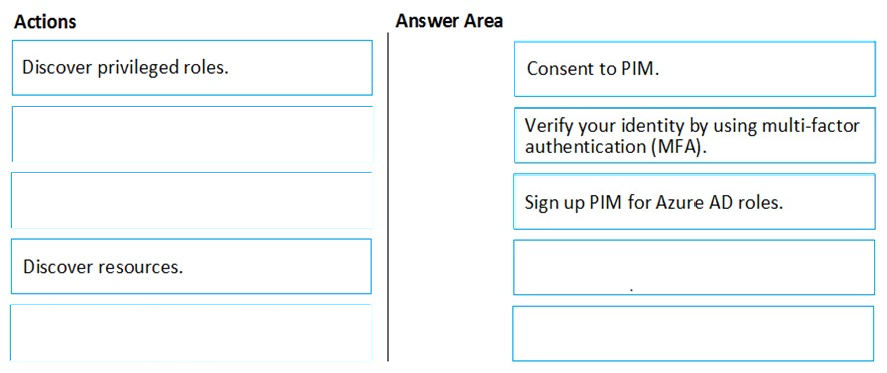 Actions
Answer Area
Discover privileged roles.
Consent to PIM.
Verify your identity by using multi-factor
authentication (MFA).
Sign up PIM for Azure AD roles.
Discover resources.
.